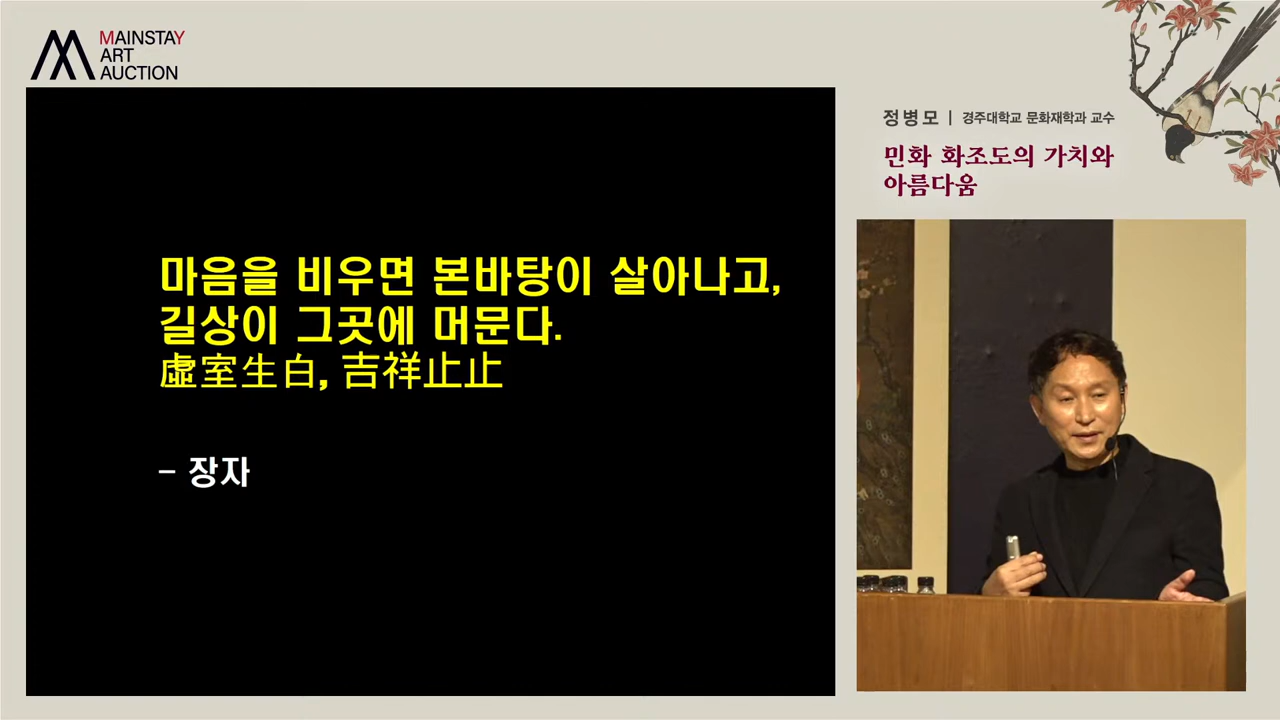 MAINSTAY
ART
AUCTION
정병모 | 경주대학교 문화재학과 교수
민화 화조도의 가치와
아름다움
마음을 비우면 본바탕이 살아나고,
길상이 그곳에 머문다.
虛室生白, 吉祥止止
– 장자